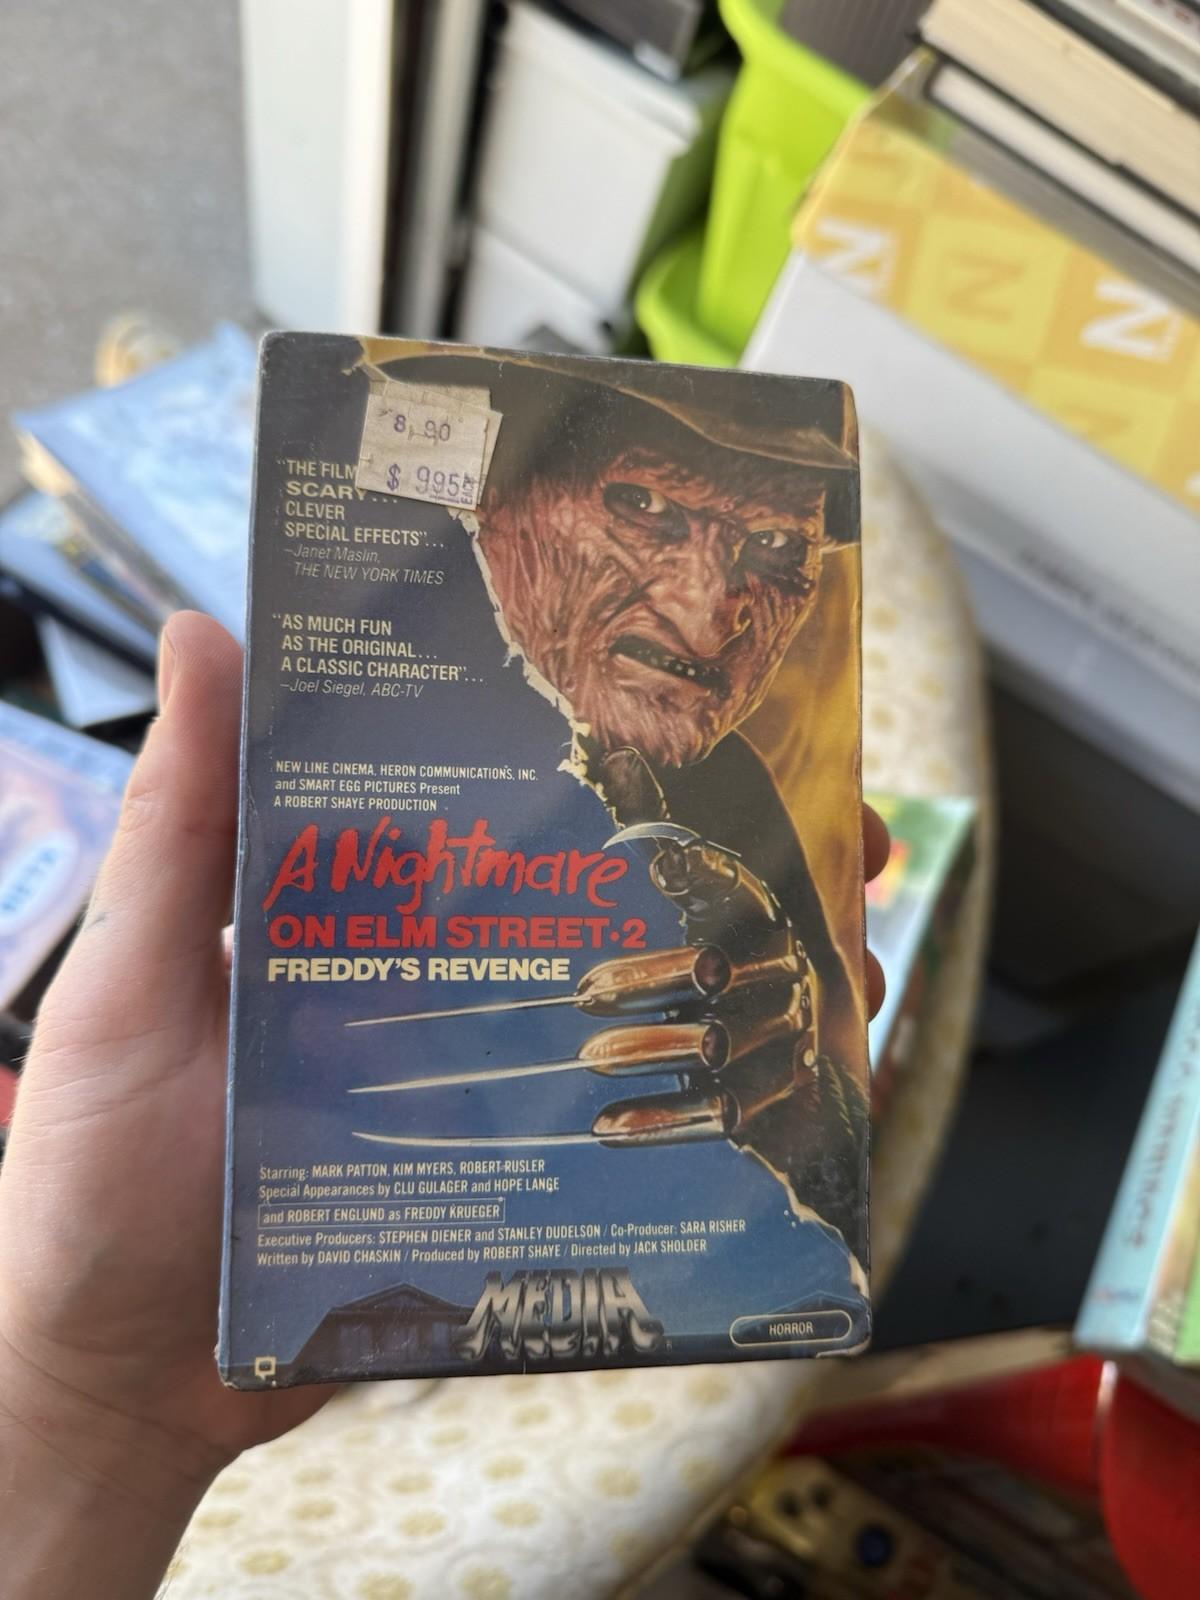 8.90
$ 995
EACH
"THE FILM
SCARY...
CLEVER
SPECIAL EFFECTS"...
—Janet Maslin,
THE NEW YORK TIMES
"AS MUCH FUN
AS THE ORIGINAL...
A CLASSIC CHARACTER"...
—Joel Siegel, ABC-TV
NEW LINE CINEMA, HERON COMMUNICATIONS, INC.
and SMART EGG PICTURES Present
A ROBERT SHAYE PRODUCTION
A Nightmare
ON ELM STREET·2
FREDDY'S REVENGE
Starring: MARK PATTON, KIM MYERS, ROBERT RUSLER
Special Appearances by CLU GULAGER and HOPE LANGE
and ROBERT ENGLUND as FREDDY KRUEGER
Executive Producers: STEPHEN DIENER and STANLEY DUDELSON / Co-Producer: SARA RISHER
Written by DAVID CHASKIN / Produced by ROBERT SHAYE / Directed by JACK SHOLDER
MEDIA
HORROR
N
N
N